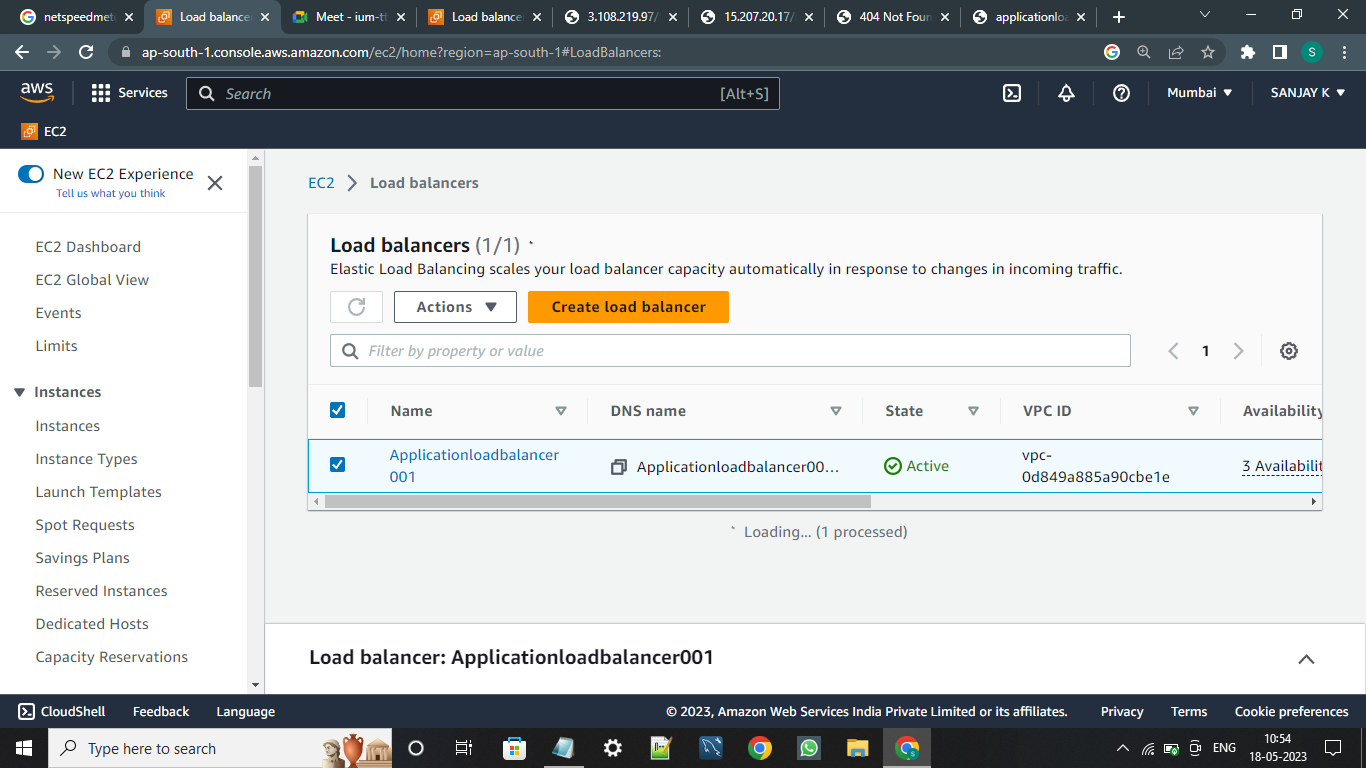 netspeedmet
Load balance
Meet - ium-tt
Load balance
3.108.219.97/
15.207.20.17/
404 Not Foun
applicationlo
ap-south-1.console.aws.amazon.com/ec2/home?region=ap-south-1#LoadBalancers:
S
aws
Services
Search
[Alt+S]
Mumbai
SANJAY K
EC2
New EC2 Experience
Tell us what you think
EC2 Dashboard
EC2 Global View
Events
Limits
Instances
Instances
Instance Types
Launch Templates
Spot Requests
Savings Plans
Reserved Instances
Dedicated Hosts
Capacity Reservations
EC2
Load balancers
Load balancers (1/1)
Elastic Load Balancing scales your load balancer capacity automatically in response to changes in incoming traffic.
Actions
Create load balancer
Filter by property or value
1
Name
DNS name
State
VPC ID
Availability
Applicationloadbalancer
001
Applicationloadbalancer00...
Active
vpc-
0d849a885a90cbe1e
3 Availabilit
Loading... (1 processed)
Load balancer: Applicationloadbalancer001
CloudShell
Feedback
Language
© 2023, Amazon Web Services India Private Limited or its affiliates.
Privacy
Terms
Cookie preferences
Type here to search
ENG
10:54
18-05-2023